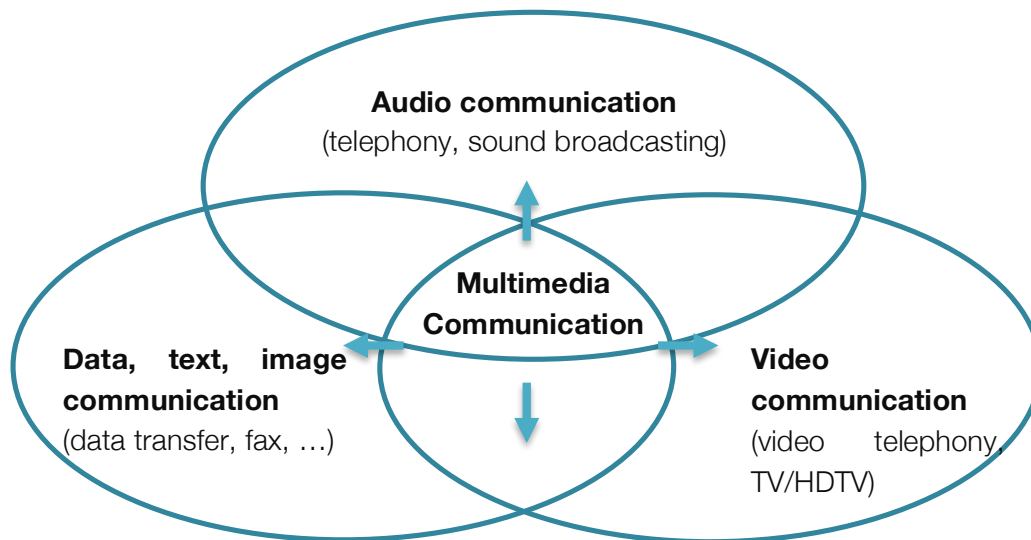 Audio communication
(telephony, sound broadcasting)
Multimedia
Communication
Data, text, image
communication
(data transfer, fax, …)
Video
communication
(video telephony,
TV/HDTV)